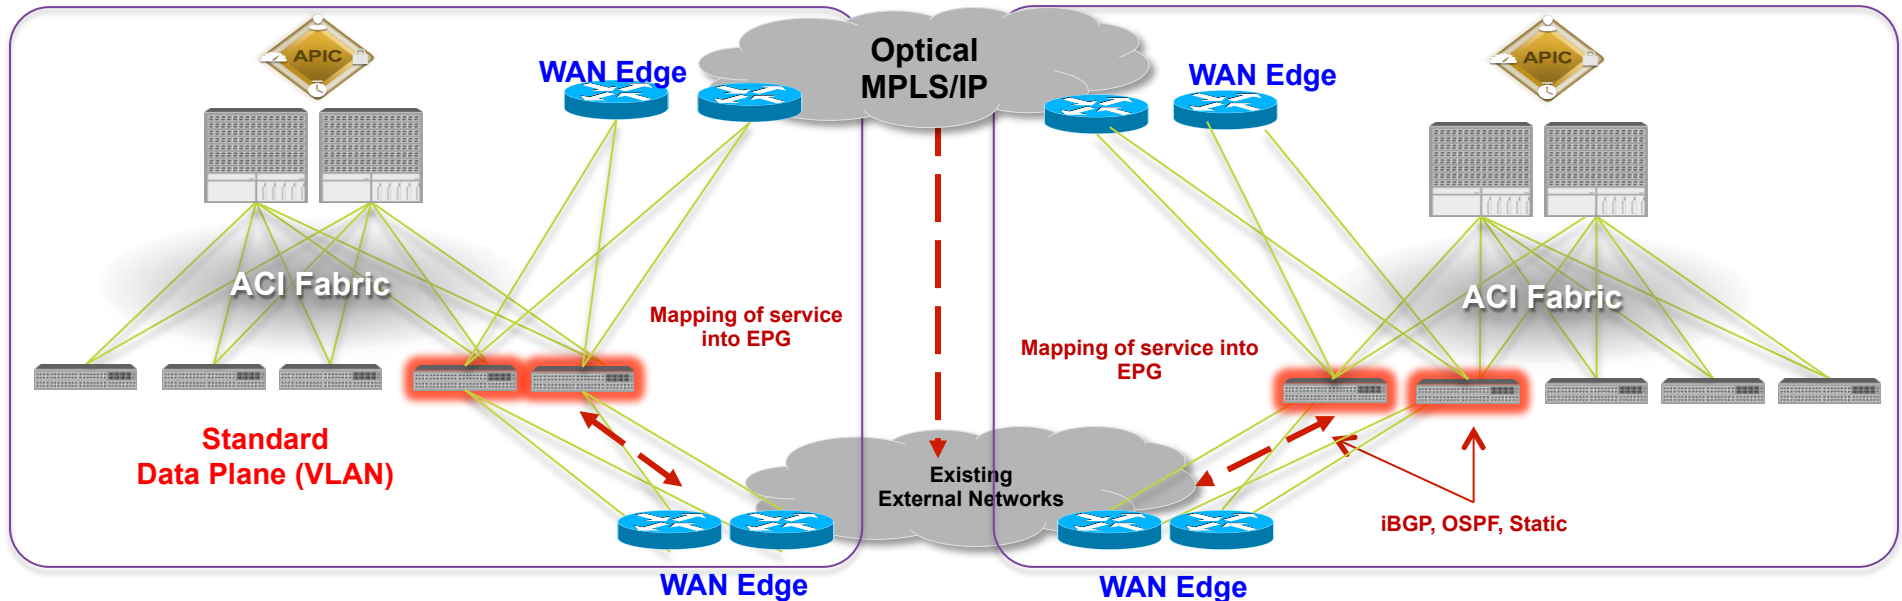 APIC
WAN Edge
Optical
MPLS/IP
WAN Edge
APIC
ACI Fabric
Mapping of service
into EPG
ACI Fabric
Mapping of service into
EPG
Standard
Data Plane (VLAN)
Existing
External Networks
iBGP, OSPF, Static
WAN Edge
WAN Edge